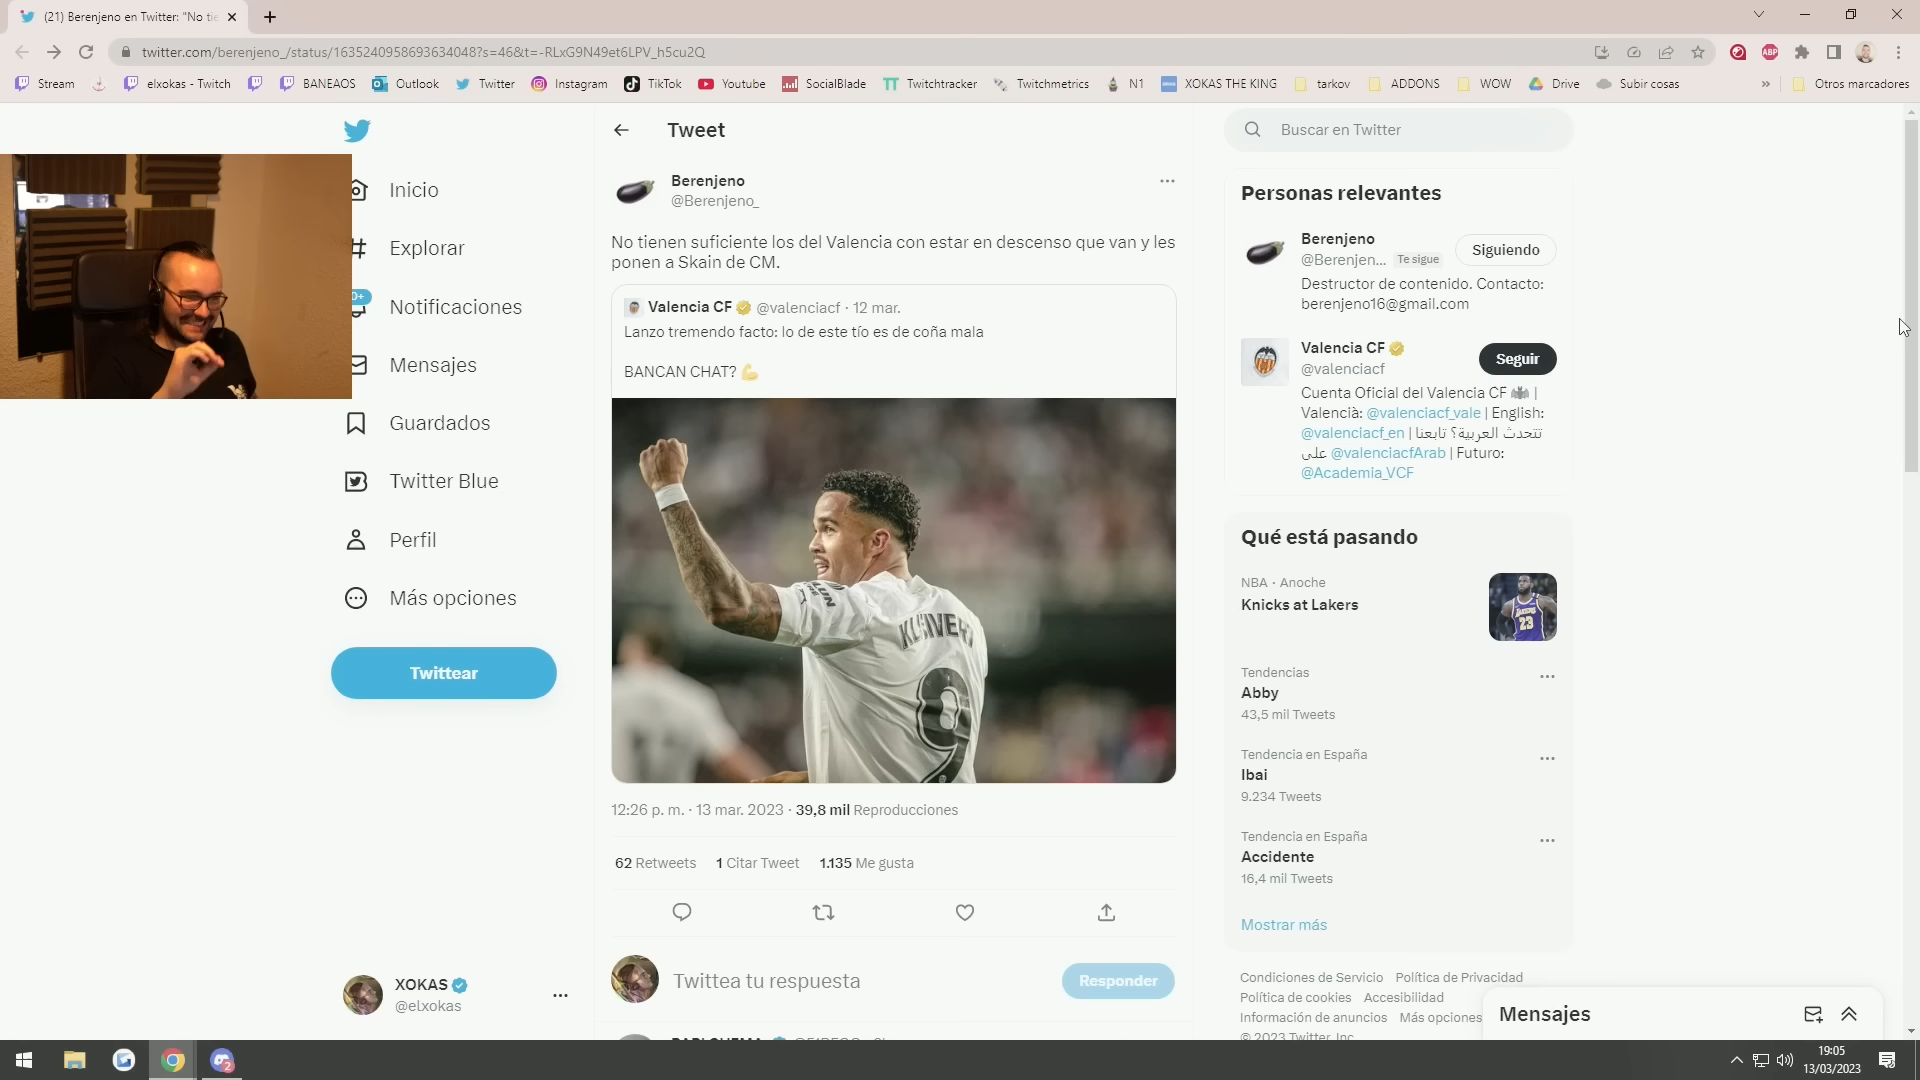 (21) Berenjeno en Twitter: "No tie
twitter.com/berenjeno_/status/1635240958693634048?s=46&t=-RLxG9N49et6LPV_h5cu2Q
Stream
elxokas - Twitch
BANEAOS
Outlook
Twitter
Instagram
TikTok
Youtube
SocialBlade
Twitchtracker
Twitchmetrics
N1
XOKAS THE KING
tarkov
ADDONS
WOW
Drive
Subir cosas
»
Otros marcadores
ABP
Inicio
Explorar
Notificaciones
Mensajes
Guardados
Twitter Blue
Perfil
Más opciones
Twittear
XOKAS
@elxokas
Tweet
Berenjeno
@Berenjeno_
No tienen suficiente los del Valencia con estar en descenso que van y les
ponen a Skain de CM.
Valencia CF @valenciacf · 12 mar.
Lanzo tremendo facto: lo de este tío es de coña mala
BANCAN CHAT? 💪
KLUIVERT
9
12:26 p. m. · 13 mar. 2023 · 39,8 mil Reproducciones
62 Retweets 1 Citar Tweet 1.135 Me gusta
Twittea tu respuesta
Responder
Buscar en Twitter
Personas relevantes
Berenjeno
@Berenjen... Te sigue
Siguiendo
Destructor de contenido. Contacto:
berenjeno16@gmail.com
Valencia CF
@valenciacf
Seguir
Cuenta Oficial del Valencia CF 🦇 |
Valencià: @valenciacf_vale | English:
@valenciacf_en | تتحدث العربية؟ تابعنا
على @valenciacfArab | Futuro:
@Academia_VCF
Qué está pasando
NBA · Anoche
Knicks at Lakers
23
Tendencias
Abby
43,5 mil Tweets
Tendencia en España
Ibai
9.234 Tweets
Tendencia en España
Accidente
16,4 mil Tweets
Mostrar más
Condiciones de Servicio Política de Privacidad
Política de cookies Accesibilidad
Información de anuncios Más opciones
© 2023 Twitter, Inc.
Mensajes
2
19:05
13/03/2023